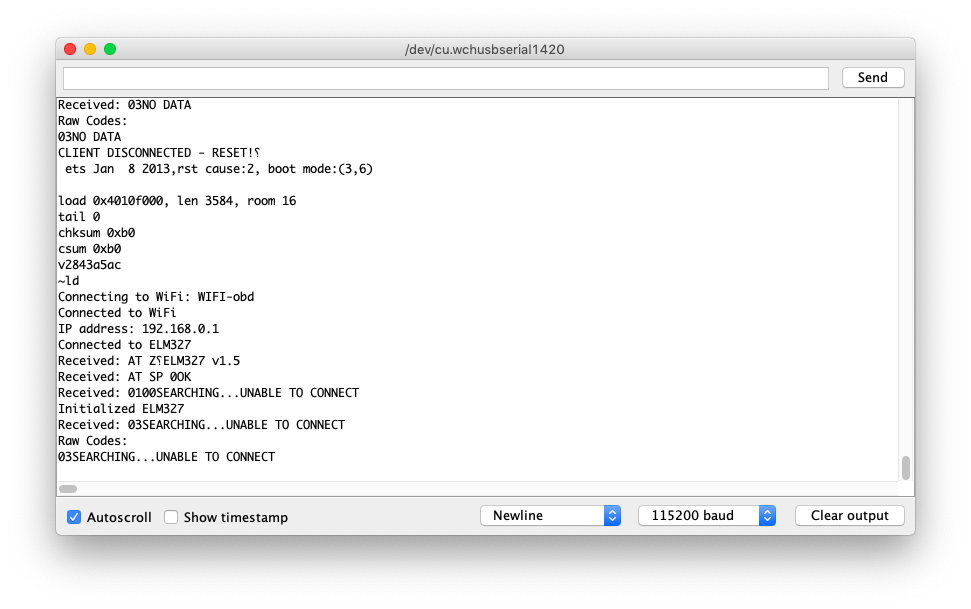 /dev/cu.wchusbserial1420
Send
Received: 03NO DATA
Raw Codes:
03NO DATA
CLIENT DISCONNECTED - RESET!⸮
ets Jan  8 2013,rst cause:2, boot mode:(3,6)
load 0x4010f000, len 3584, room 16
tail 0
chksum 0xb0
csum 0xb0
v2843a5ac
~ld
Connecting to WiFi: WIFI-obd
Connected to WiFi
IP address: 192.168.0.1
Connected to ELM327
Received: AT Z⸮ELM327 v1.5
Received: AT SP 0OK
Received: 0100SEARCHING...UNABLE TO CONNECT
Initialized ELM327
Received: 03SEARCHING...UNABLE TO CONNECT
Raw Codes:
03SEARCHING...UNABLE TO CONNECT
Autoscroll Show timestamp Newline 115200 baud Clear output